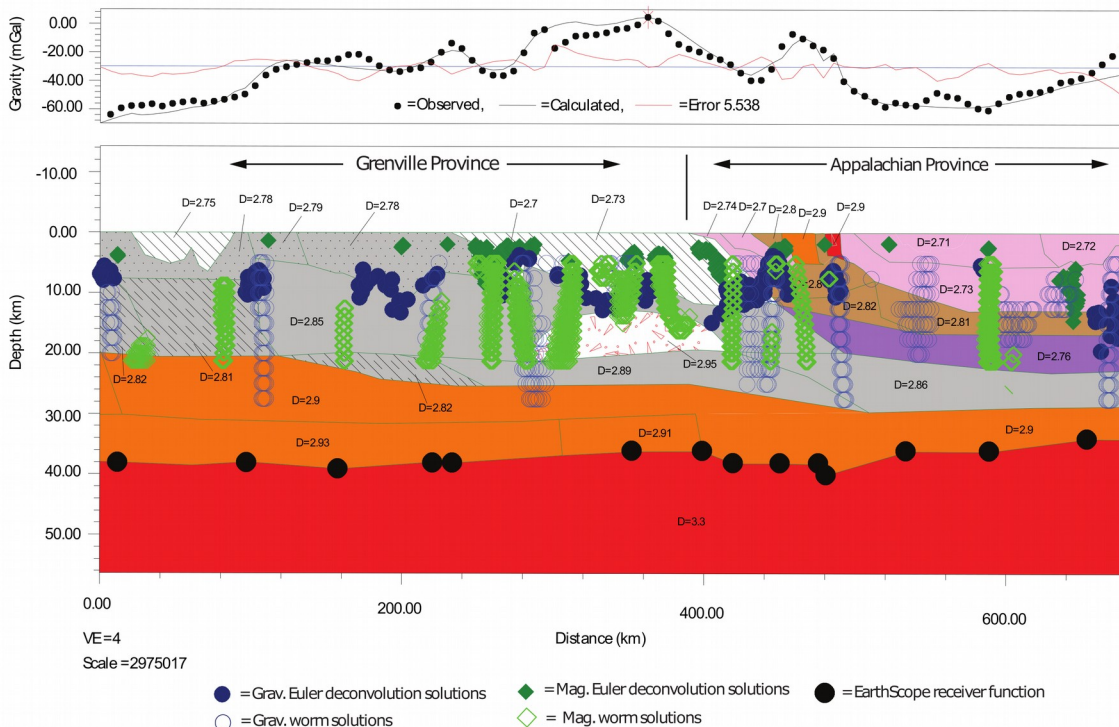 Gravity (mGal)
0.00
-20.00
-40.00
-60.00
=Observed, =Calculated, =Error 5.538
Grenville Province
Appalachian Province
-10.00
D=2.75
D=2.78
D=2.79
D=2.78
D=2.7
D=2.73
D=2.74
D=2.7
D=2.8
D=2.9
D=2.9
Depth (km)
0.00
D=2.71
D=2.72
10.00
D=2.8
D=2.73
D=2.82
D=2.85
D=2.81
20.00
D=2.76
D=2.82
D=2.81
D=2.95
D=2.89
D=2.86
D=2.9
D=2.82
30.00
D=2.93
D=2.91
D=2.9
40.00
D=3.3
50.00
0.00
200.00
400.00
600.00
VE=4
Distance (km)
Scale=2975017
=Grav. Euler deconvolution solutions
=Mag. Euler deconvolution solutions
=EarthScope receiver function
=Grav. worm solutions
= Mag. worm solutions